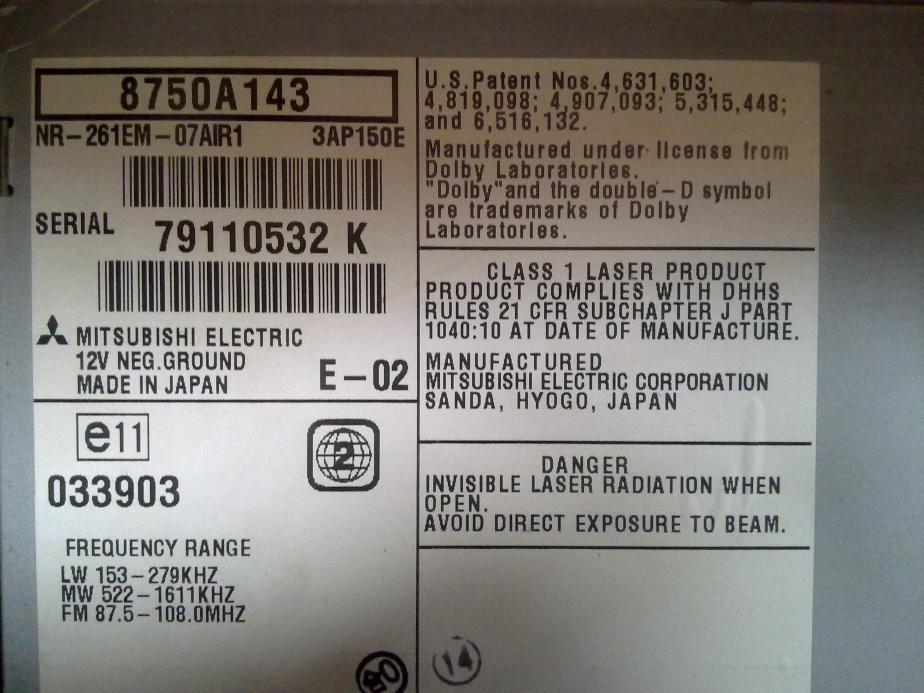 8750A143
NR-261EM-07AIR1 3AP150E
SERIAL 79110532 K
MITSUBISHI ELECTRIC
12V NEG.GROUND
MADE IN JAPAN E-02
e11
2
033903
FREQUENCY RANGE
LW 153-279KHZ
MW 522-1611KHZ
FM 87.5-108.0MHZ
U.S.Patent Nos.4,631,603;
4,819,098; 4,907,093; 5,315,448;
and 6,516,132.
Manufactured under license from
Dolby Laboratories.
"Dolby"and the double-D symbol
are trademarks of Dolby
Laboratories.
CLASS 1 LASER PRODUCT
PRODUCT COMPLIES WITH DHHS
RULES 21 CFR SUBCHAPTER J PART
1040:10 AT DATE OF MANUFACTURE.
MANUFACTURED
MITSUBISHI ELECTRIC CORPORATION
SANDA, HYOGO, JAPAN
DANGER
INVISIBLE LASER RADIATION WHEN
OPEN.
AVOID DIRECT EXPOSURE TO BEAM.
14